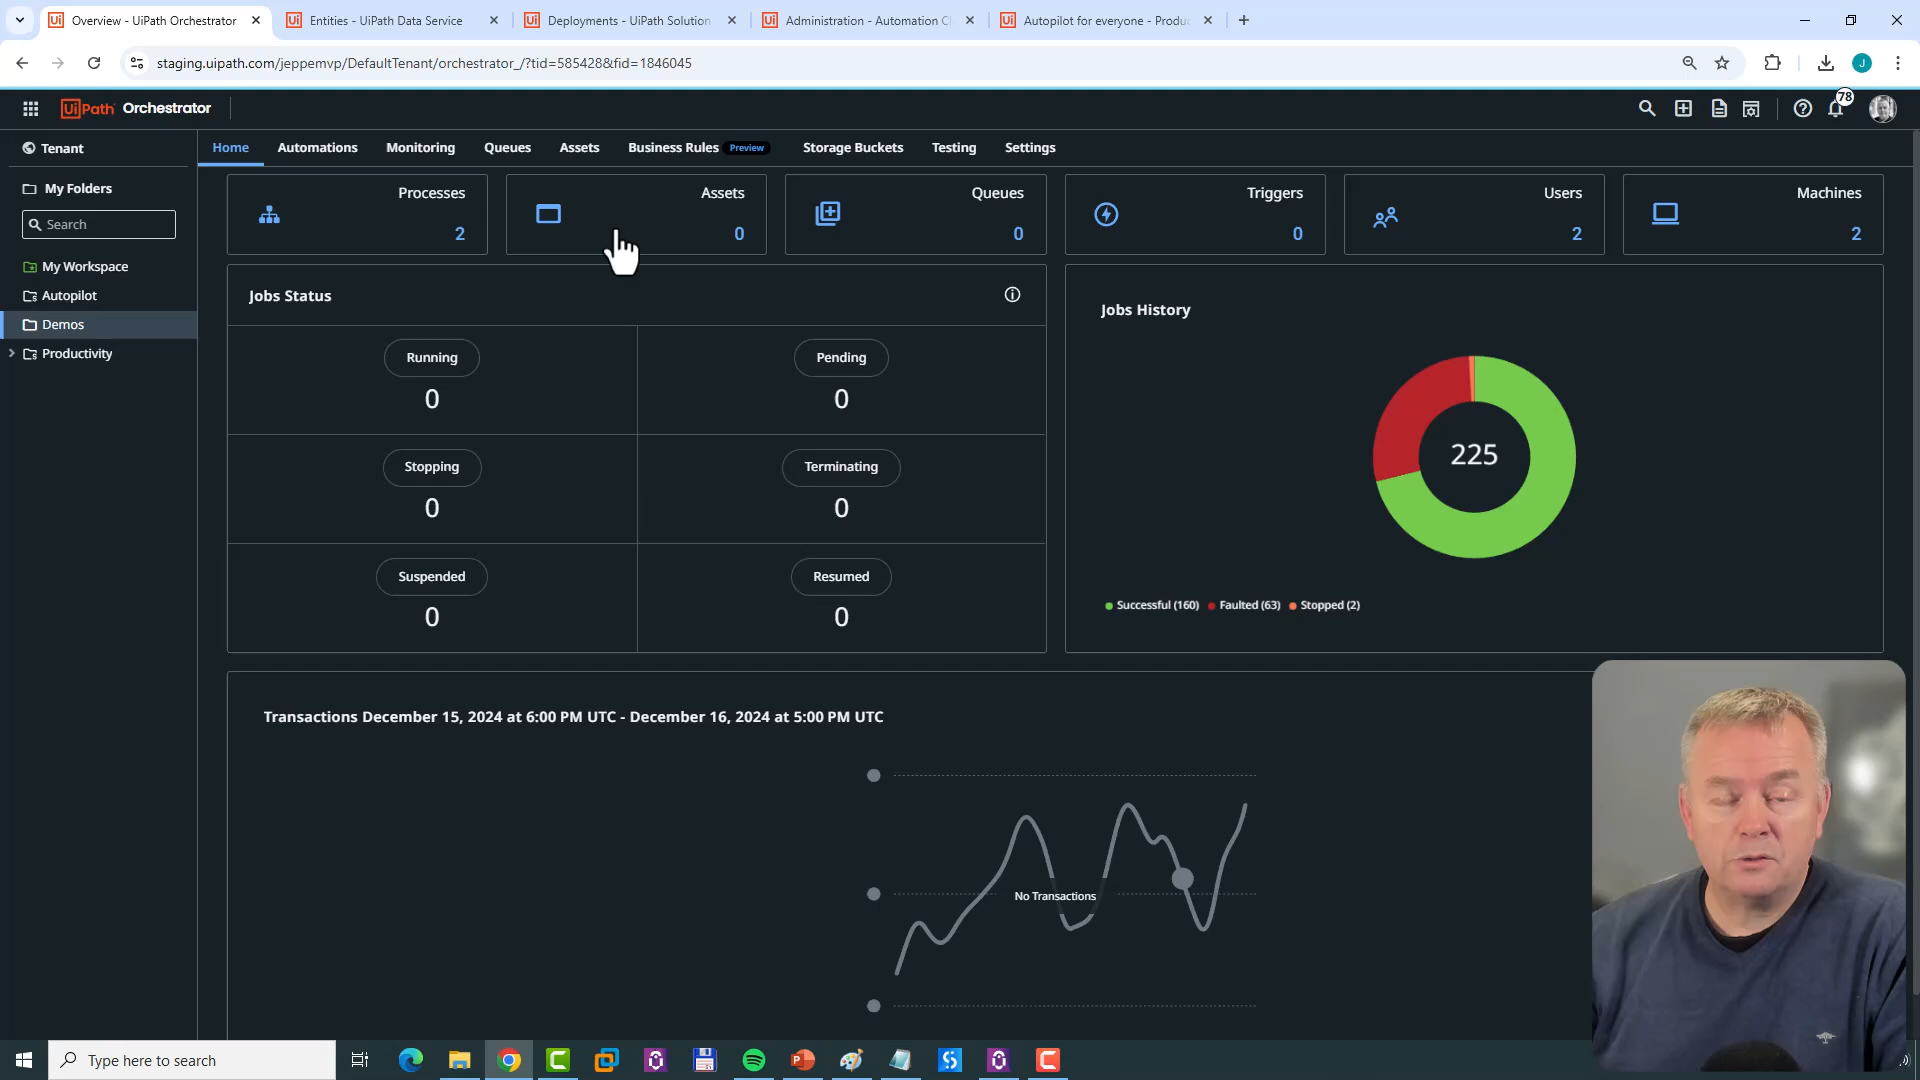 Overview - UiPath Orchestrator
Entities - UiPath Data Service
Deployments - UiPath Solution
Administration - Automation Cl
Autopilot for everyone - Produc
staging.uipath.com/jeppemvp/DefaultTenant/orchestrator_/?tid=585428&fid=1846045
J
UiPath Orchestrator
78
Tenant
Home
Automations
Monitoring
Queues
Assets
Business Rules Preview
Storage Buckets
Testing
Settings
My Folders
Search
My Workspace
Autopilot
Demos
Productivity
Processes
2
Assets
0
Queues
0
Triggers
0
Users
2
Machines
2
Jobs Status
Running
0
Pending
0
Stopping
0
Terminating
0
Suspended
0
Resumed
0
Jobs History
225
Successful (160)
Faulted (63)
Stopped (2)
Transactions December 15, 2024 at 6:00 PM UTC - December 16, 2024 at 5:00 PM UTC
No Transactions
Type here to search